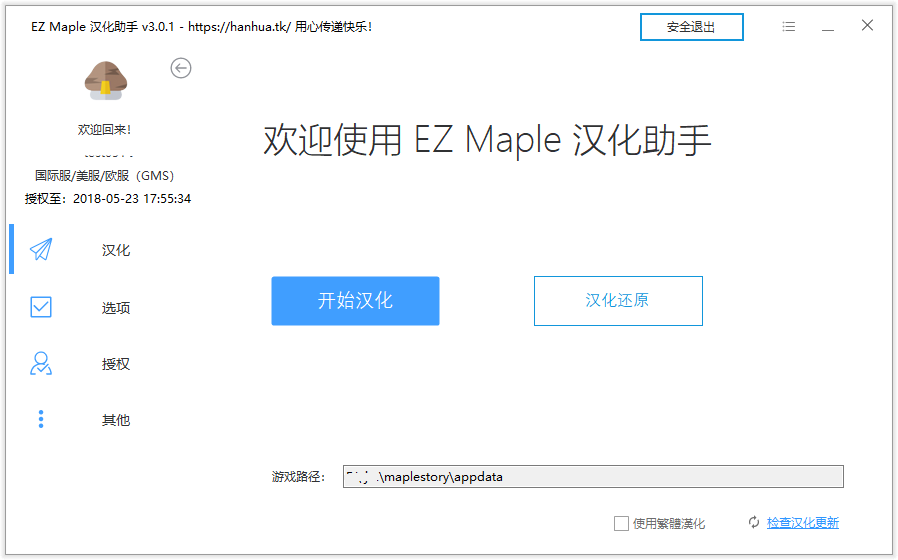 EZ Maple 汉化助手 v3.0.1 - https://hanhua.tk/ 用心传递快乐!
安全退出
欢迎回来!
国际服/美服/欧服（GMS）
授权至：2018-05-23 17:55:34
汉化
选项
授权
其他
欢迎使用 EZ Maple 汉化助手
开始汉化
汉化还原
游戏路径：
.\maplestory\appdata
使用繁體漢化
检查汉化更新